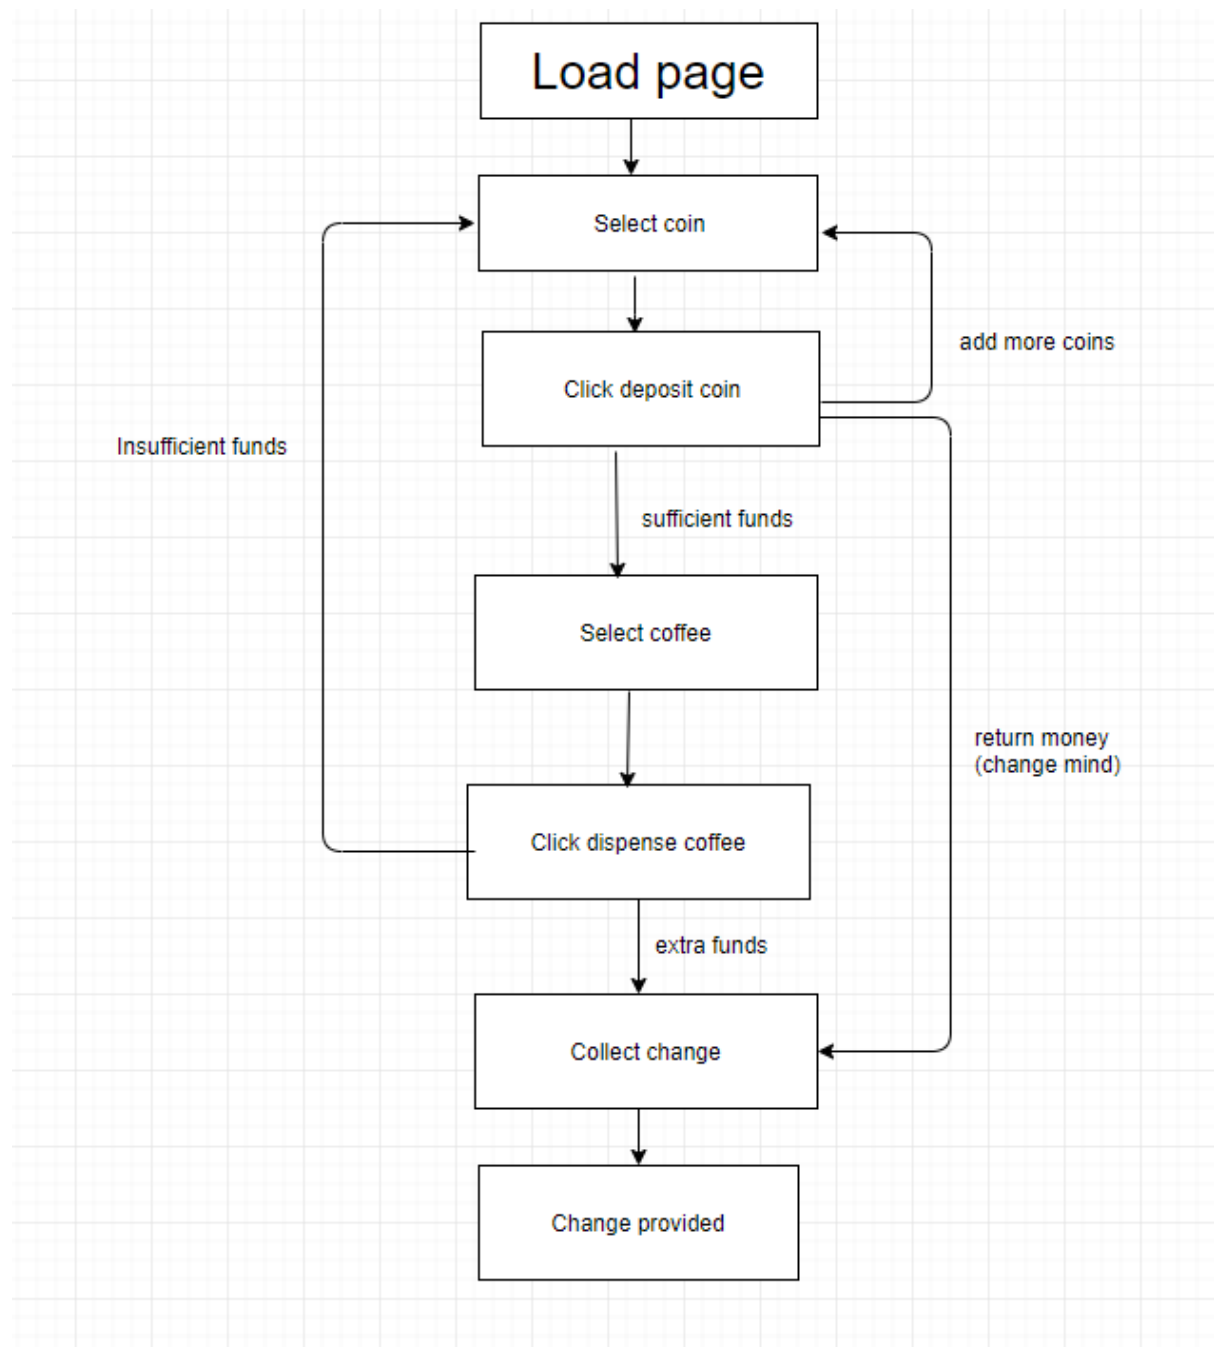 Load page
Select coin
add more coins
Click deposit coin
Insufficient funds
sufficient funds
Select coffee
return money
(change mind)
Click dispense coffee
extra funds
Collect change
Change provided